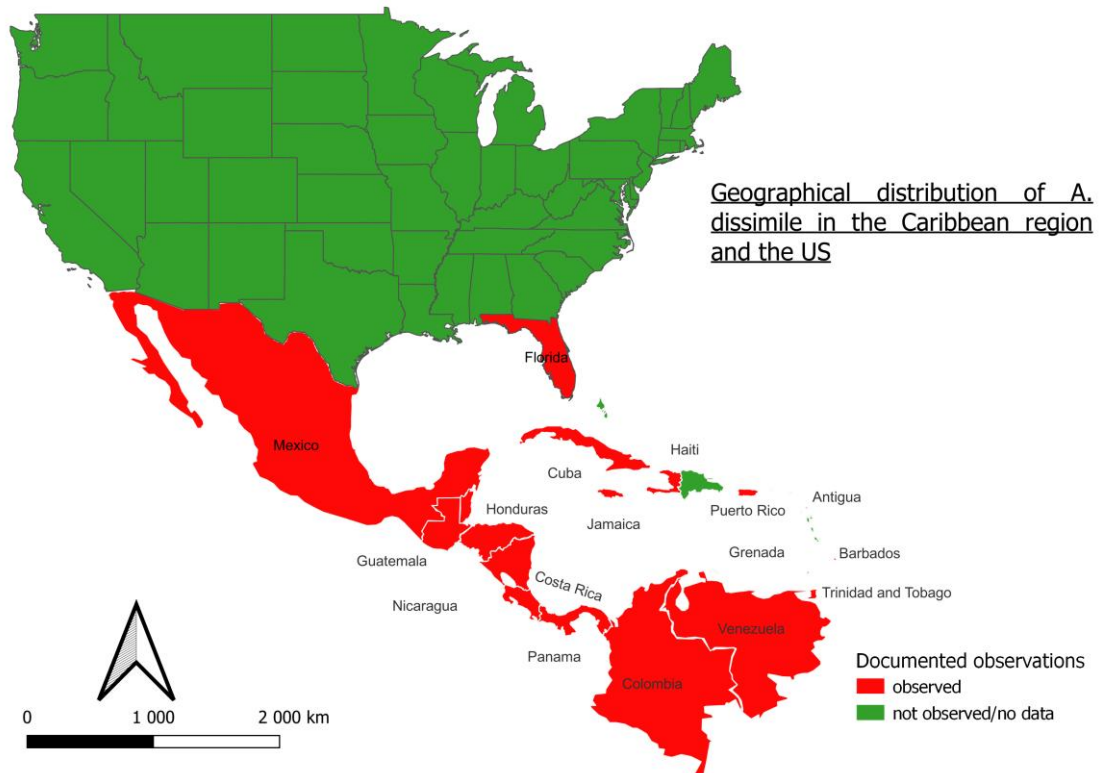 Geographical distribution of A.
dissimile in the Caribbean region
and the US
Florida
Mexico
Haiti
Cuba
Antigua
Honduras
Puerto Rico
Jamaica
Guatemala
Grenada
Barbados
Costa Rica
Trinidad and Tobago
Nicaragua
Venezuela
Panama
Colombia
Documented observations
observed
not observed/no data
0 1 000 2 000 km